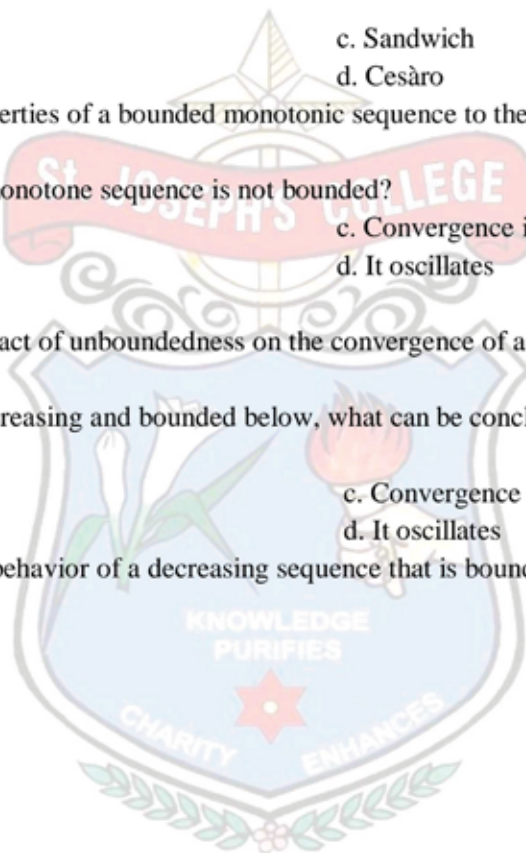 c. Sandwich
d. Cesàro
erties of a bounded monotonic sequence to the
St. JOSEPH'S COLLEGE
onotone sequence is not bounded?
c. Convergence i
d. It oscillates
act of unboundedness on the convergence of a
reasing and bounded below, what can be concl
c. Convergence
d. It oscillates
behavior of a decreasing sequence that is boun
KNOWLEDGE
PURIFIES
CHARITY ENHANCES